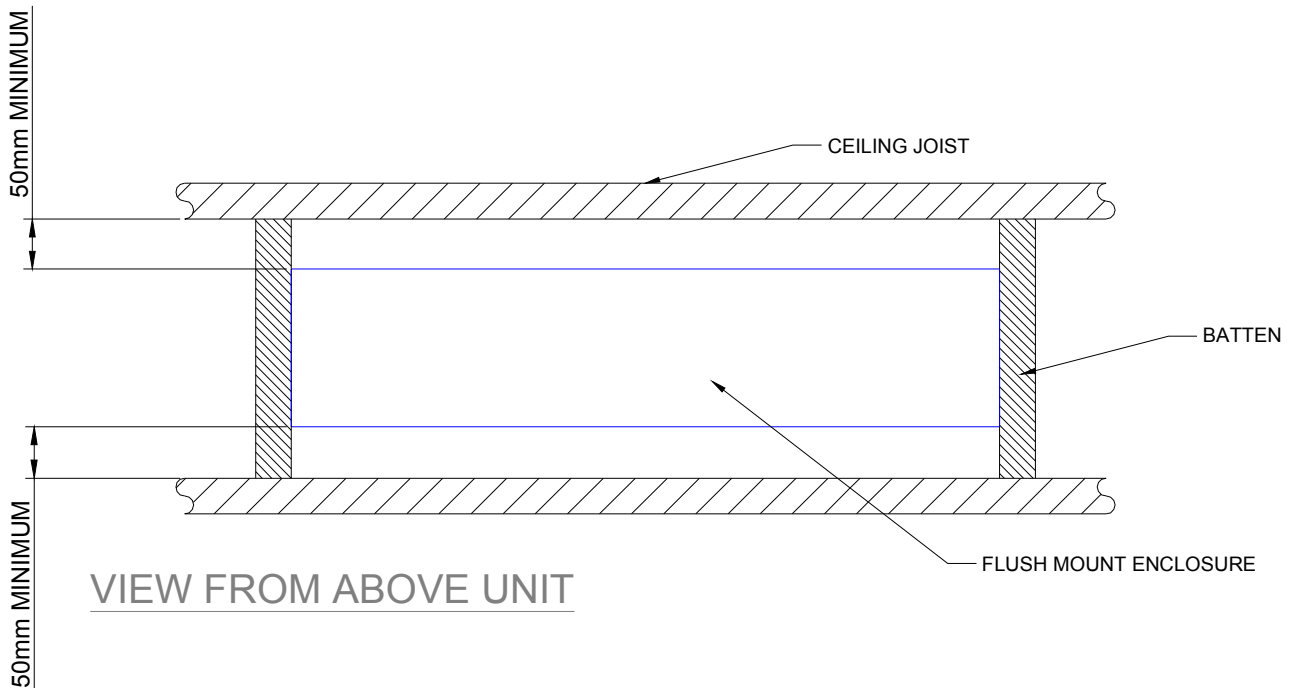 50mm MINIMUM
CEILING JOIST
BATTEN
FLUSH MOUNT ENCLOSURE
50mm MINIMUM
VIEW FROM ABOVE UNIT